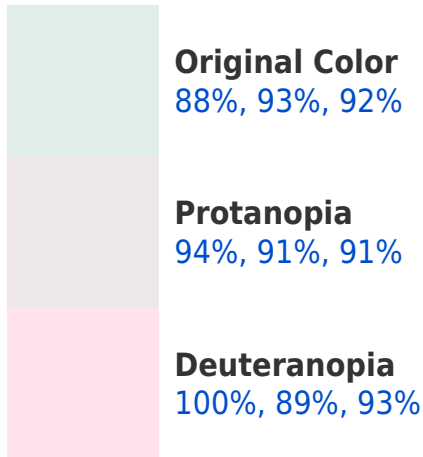 Original Color
88%, 93%, 92%
Protanopia
94%, 91%, 91%
Deuteranopia
100%, 89%, 93%